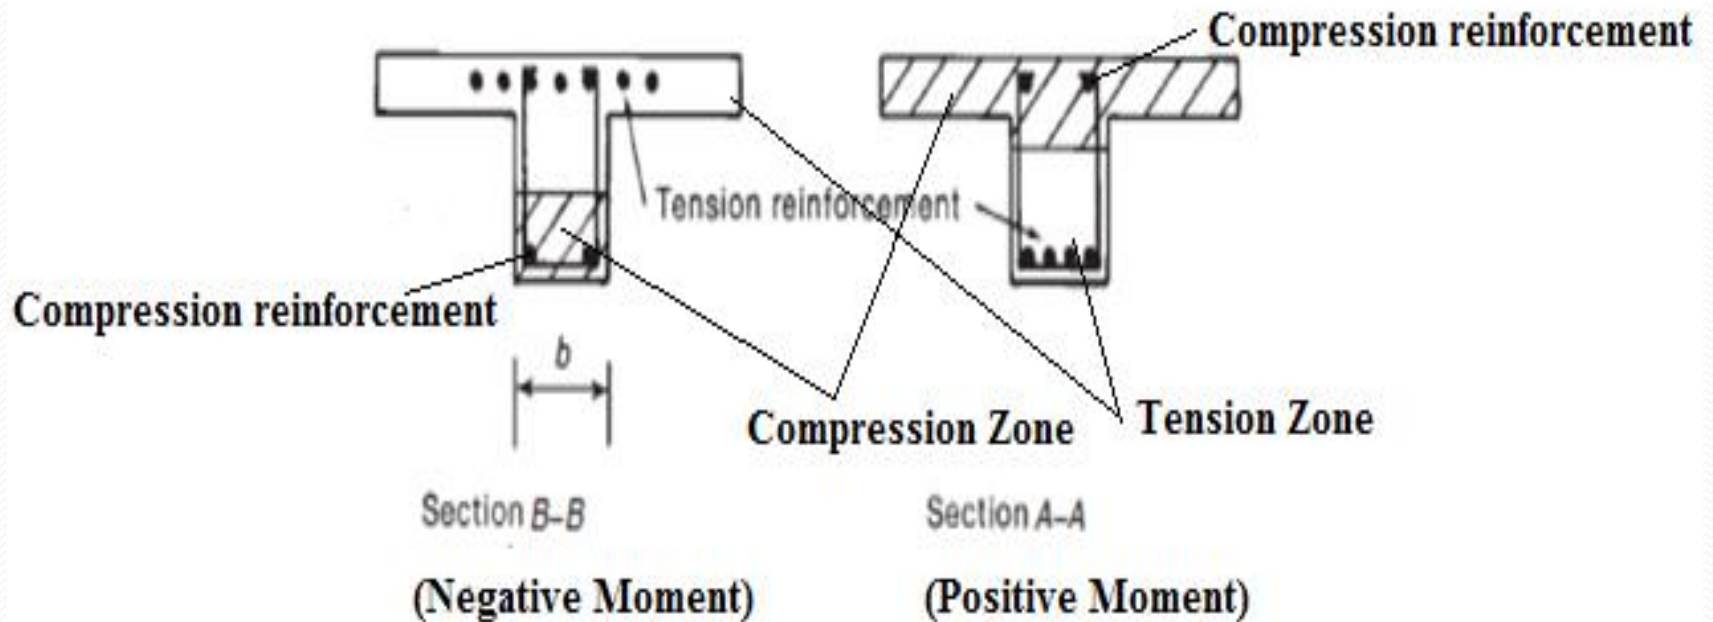 Compression reinforcement
Tension reinforcement
Compression reinforcement
b
Compression Zone
Tension Zone
Section B–B
Section A–A
(Negative Moment)
(Positive Moment)